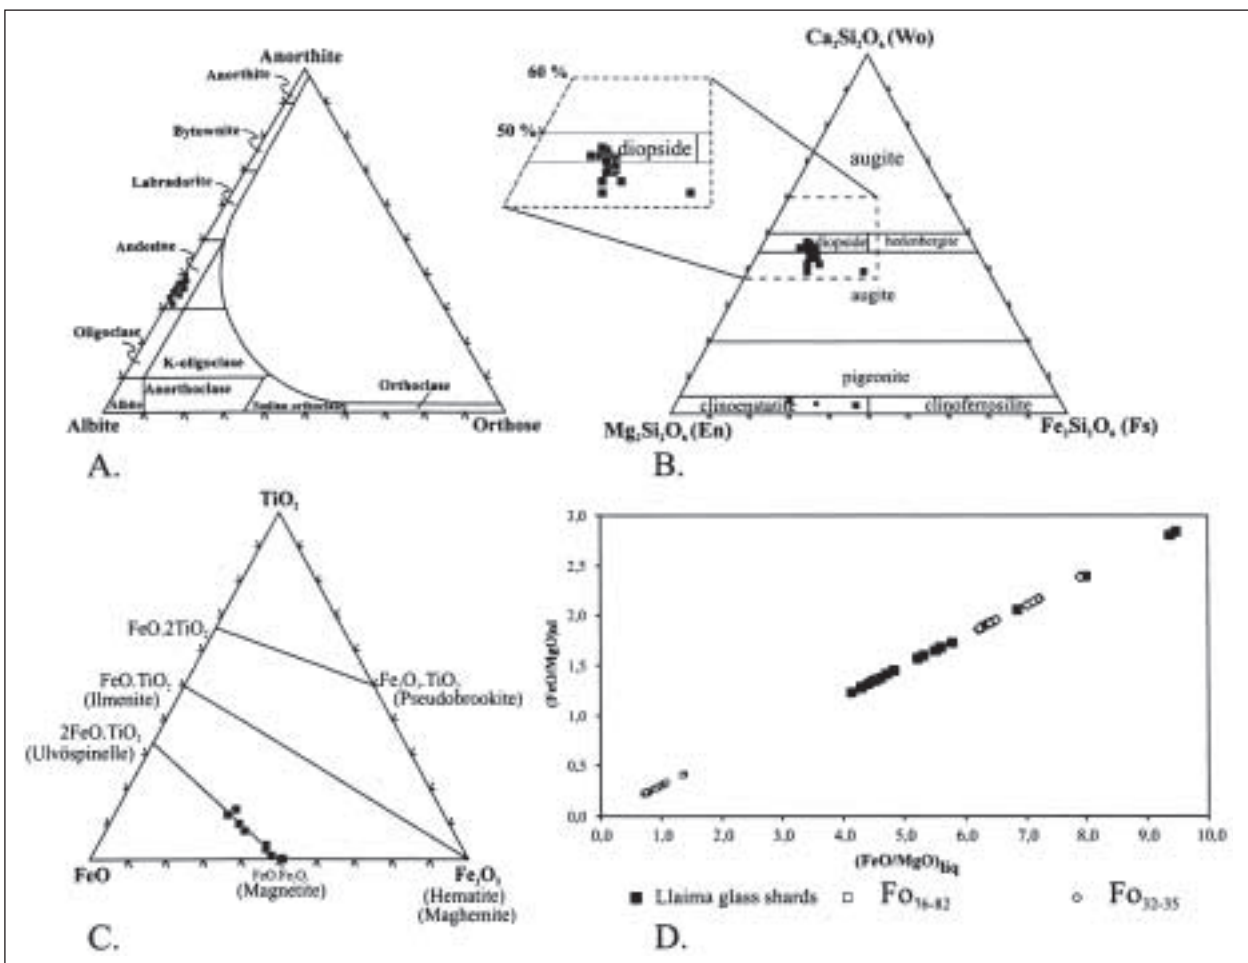 Anorthite
Anorthite
Bytownite
Labradorite
Andesine
Oligoclase
K-oligoclase
Anorthoclase
Orthoclase
Albite
Sodian orthoclase
Albite
Orthose
A.
Ca₂Si₂O₆ (Wo)
60 %
50 %
diopside
augite
diopside
hedenbergite
augite
pigeonite
clinoenstatite
clinoferrosilite
Mg₂Si₂O₆ (En)
Fe₂Si₂O₆ (Fs)
B.
TiO₂
FeO.2TiO₂
FeO.TiO₂
(Ilmenite)
Fe₂O₃.TiO₂
(Pseudobrookite)
2FeO.TiO₂
(Ulvöspinelle)
FeO
FeO.Fe₂O₃
(Magnetite)
Fe₂O₃
(Hematite)
(Maghemite)
C.
3,0
2,5
2,0
1,5
1,0
0,5
0,0
(FeO/MgO)ol
0,0 1,0 2,0 3,0 4,0 5,0 6,0 7,0 8,0 9,0 10,0
(FeO/MgO)liq
Llaima glass shards
Fo₇₆₋₈₂
Fo₃₂₋₃₅
D.